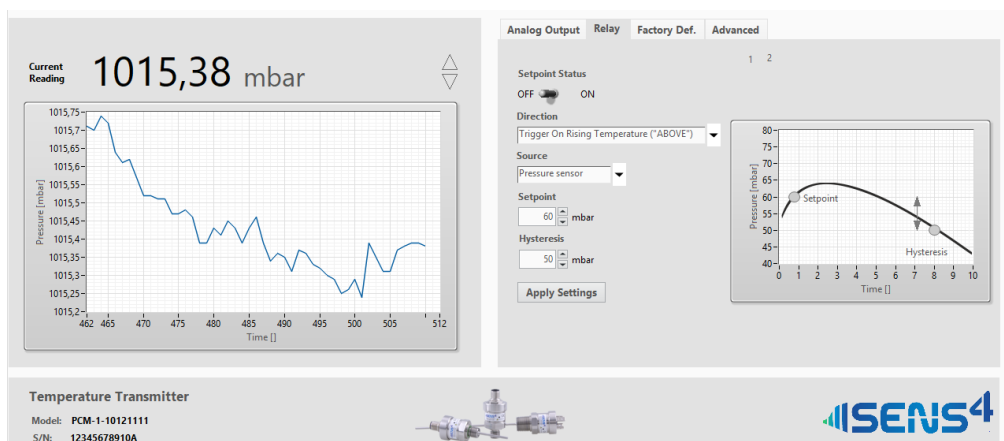 Current
Reading
1015,38 mbar
1015,75
1015,7
1015,65
1015,6
1015,55
1015,5
1015,45
1015,4
1015,35
1015,3
1015,25
1015,2
Pressure [mbar]
462 465 470 475 480 485 490 495 500 505 512
Time []
Analog Output Relay Factory Def. Advanced
1 2
Setpoint Status
OFF ON
Direction
Trigger On Rising Temperature ("ABOVE")
Source
Pressure sensor
Setpoint
60 mbar
Hysteresis
50 mbar
Apply Settings
80
75
70
65
60
55
50
45
40
Pressure [mbar]
Setpoint
Hysteresis
0 1 2 3 4 5 6 7 8 9 10
Time []
Temperature Transmitter
Model: PCM-1-10121111
S/N: 12345678910A
SENS4